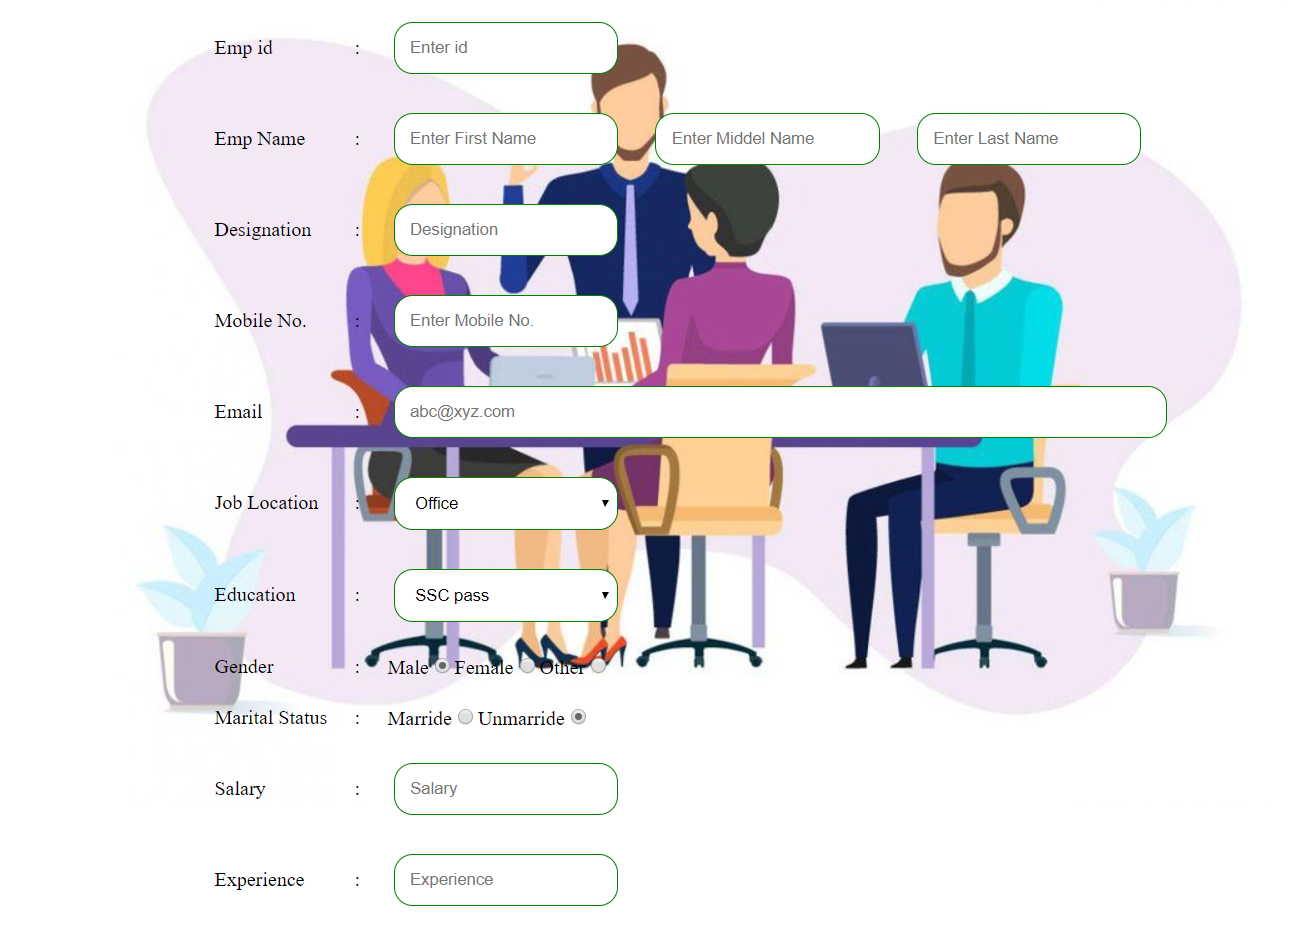 Emp id : Enter id
Emp Name : Enter First Name Enter Middel Name Enter Last Name
Designation : Designation
Mobile No. : Enter Mobile No.
Email : abc@xyz.com
Job Location : Office
Education : SSC pass
Gender : Male Female Other
Marital Status : Marride Unmarride
Salary : Salary
Experience : Experience